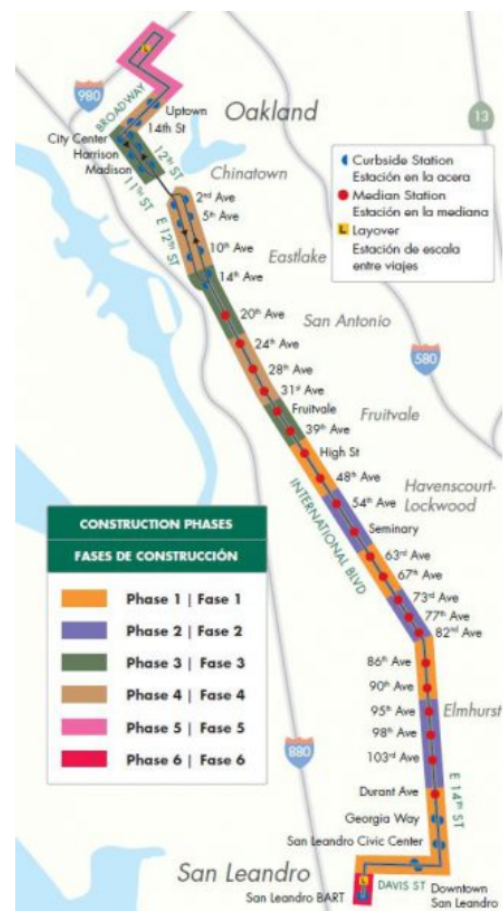 L
980
BROADWAY
Uptown
Oakland
14th St
City Center
Harrison
Madison
12TH ST
11TH ST
Chinatown
13
Curbside Station
Estación en la acera
Median Station
Estación en la mediana
L Layover
Estación de escala
entre viajes
2nd Ave
5th Ave
E 12TH ST
10th Ave
Eastlake
14th Ave
20th Ave
San Antonio
24th Ave
580
28th Ave
31st Ave
Fruitvale
Fruitvale
39th Ave
High St
INTERNATIONAL BLVD
48th Ave
Havenscourt-
Lockwood
54th Ave
Seminary
63rd Ave
67th Ave
73rd Ave
77th Ave
82nd Ave
CONSTRUCTION PHASES
FASES DE CONSTRUCCIÓN
Phase 1 | Fase 1
Phase 2 | Fase 2
Phase 3 | Fase 3
Phase 4 | Fase 4
Phase 5 | Fase 5
Phase 6 | Fase 6
86th Ave
90th Ave
95th Ave
Elmhurst
98th Ave
880
103rd Ave
Durant Ave
E 14TH ST
Georgia Way
San Leandro Civic Center
San Leandro
L
DAVIS ST
Downtown
San Leandro
San Leandro BART